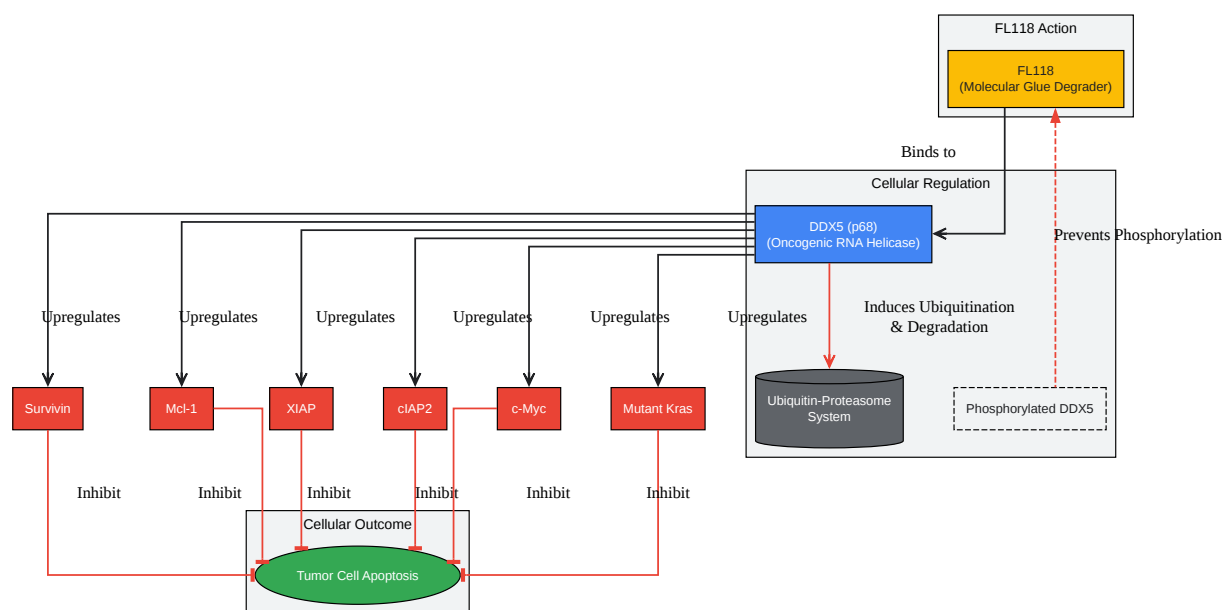 FL118 Action
FL118
(Molecular Glue Degrader)
Binds to
Cellular Regulation
DDX5 (p68)
(Oncogenic RNA Helicase)
Prevents Phosphorylation
Upregulates
Upregulates
Upregulates
Upregulates
Upregulates
Upregulates
Induces Ubiquitination
& Degradation
Survivin
Mcl-1
XIAP
cIAP2
c-Myc
Mutant Kras
Ubiquitin-Proteasome
System
Phosphorylated DDX5
Inhibit
Inhibit
Inhibit
Inhibit
Inhibit
Inhibit
Cellular Outcome
Tumor Cell Apoptosis